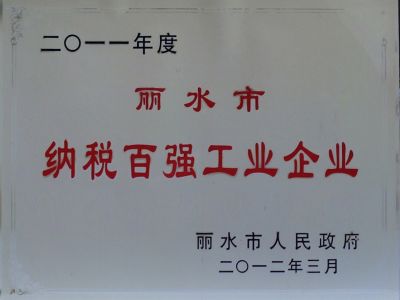 二〇一一年度
丽水市
纳税百强工业企业
丽水市人民政府
二〇一二年三月